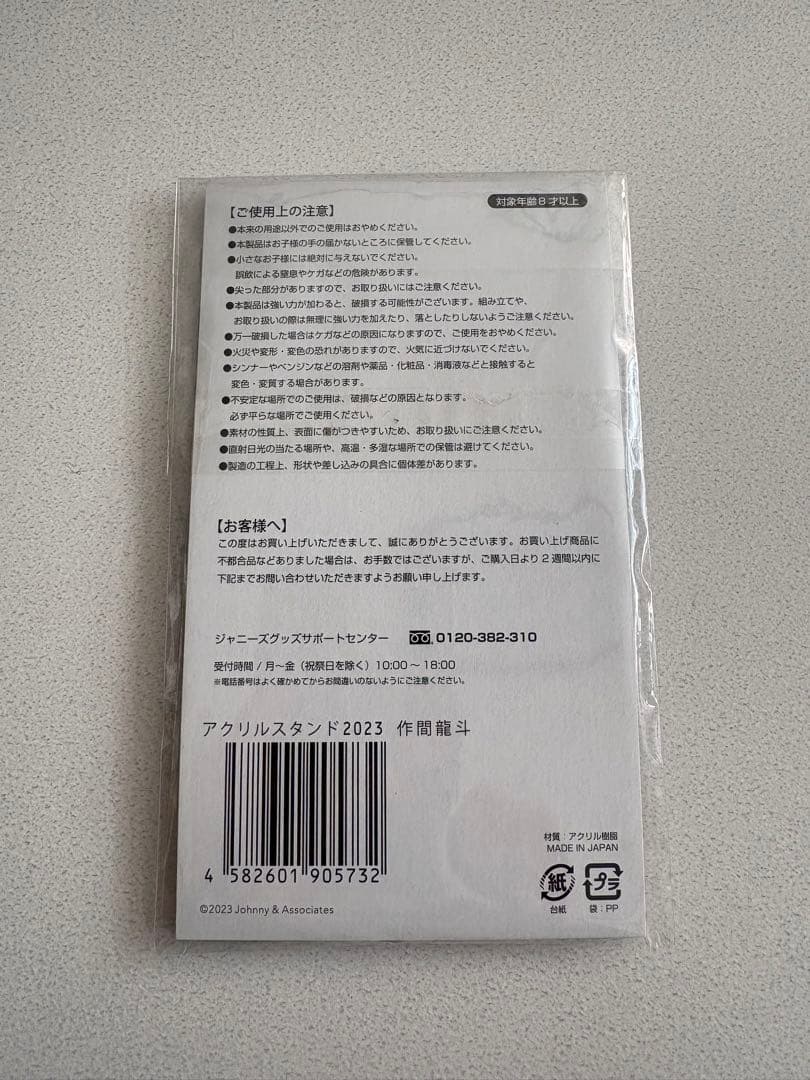 対象年齢8才以上
【ご使用上の注意】
●本来の用途以外でのご使用はおやめください。
●本製品はお子様の手の届かないところに保管してください。
●小さなお子様には絶対に与えないでください。
誤飲による窒息やケガなどの危険があります。
●尖った部分がありますので、お取り扱いにはご注意ください。
●本製品は強い力が加わると、破損する可能性がございます。組み立てや、
お取り扱いの際は無理に強い力を加えたり、落としたりしないようご注意ください。
●万一破損した場合はケガなどの原因になりますので、ご使用をおやめください。
●火災や変形・変色の恐れがありますので、火気に近づけないでください。
●シンナーやベンジンなどの溶剤や薬品・化粧品・消毒液などと接触すると
変色・変質する場合があります。
●不安定な場所でのご使用は、破損などの原因となります。
必ず平らな場所でご使用ください。
●素材の性質上、表面に傷がつきやすいため、お取り扱いにご注意ください。
●直射日光の当たる場所や、高温・多湿な場所での保管は避けてください。
●製造の工程上、形状や差し込みの具合に個体差があります。
【お客様へ】
この度はお買い上げいただきまして、誠にありがとうございます。お買い上げ商品に
不都合品などありました場合は、お手数ではございますが、ご購入日より2週間以内に
下記までお問い合わせいただきますようお願い申し上げます。
ジャニーズグッズサポートセンター 0120-382-310
受付時間/月〜金（祝祭日を除く）10:00〜18:00
※電話番号はよく確かめてからお間違いのないようにご注意ください。
アクリルスタンド2023 作間龍斗
4 582601 905732
材質：アクリル樹脂
MADE IN JAPAN
紙 プラ
台紙 袋：PP
©2023 Johnny & Associates